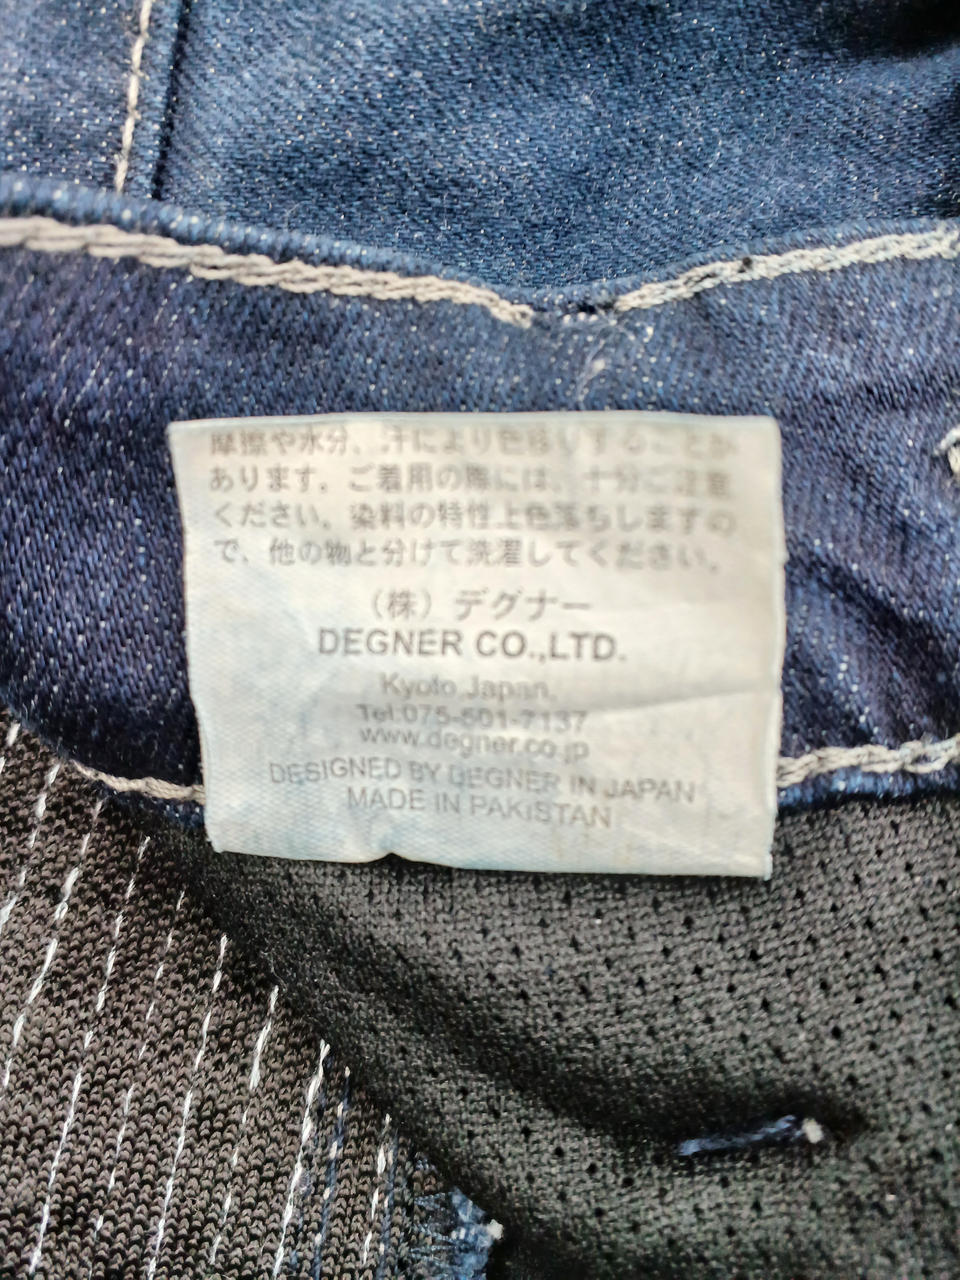 摩擦や水分、汗により色移りすることが
あります。ご着用の際には、十分ご注意
ください。染料の特性上色落ちしますの
で、他の物と分けて洗濯してください。
（株）デグナー
DEGNER CO.,LTD.
Kyoto,Japan.
Tel.075-501-7137
www.degner.co.jp
DESIGNED BY DEGNER IN JAPAN
MADE IN PAKISTAN